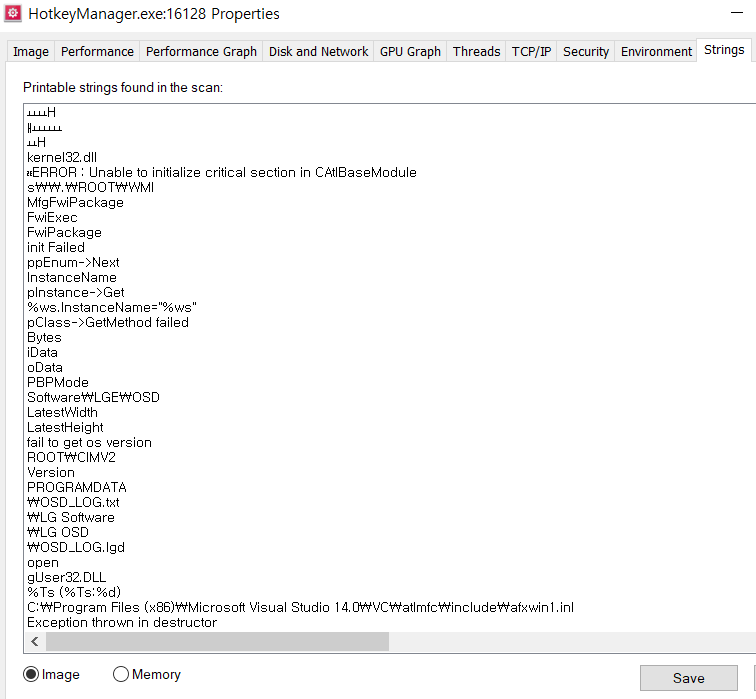 HotkeyManager.exe:16128 Properties
Image Performance Performance Graph Disk and Network GPU Graph Threads TCP/IP Security Environment Strings
Printable strings found in the scan:
ㅛㅛㅛH
ㅛH
kernel32.dll
ERROR : Unable to initialize critical section in CAtlBaseModule
s₩₩.₩ROOT₩WMI
MfgFwiPackage
FwiExec
FwiPackage
init Failed
ppEnum->Next
InstanceName
pInstance->Get
%ws.InstanceName="%ws"
pClass->GetMethod failed
Bytes
iData
oData
PBPMode
Software₩LGE₩OSD
LatestWidth
LatestHeight
fail to get os version
ROOT₩CIMV2
Version
PROGRAMDATA
₩OSD_LOG.txt
₩LG Software
₩LG OSD
₩OSD_LOG.lgd
open
gUser32.DLL
%Ts (%Ts:%d)
C:₩Program Files (x86)₩Microsoft Visual Studio 14.0₩VC₩atlmfc₩include₩afxwin1.inl
Exception thrown in destructor
Image Memory Save